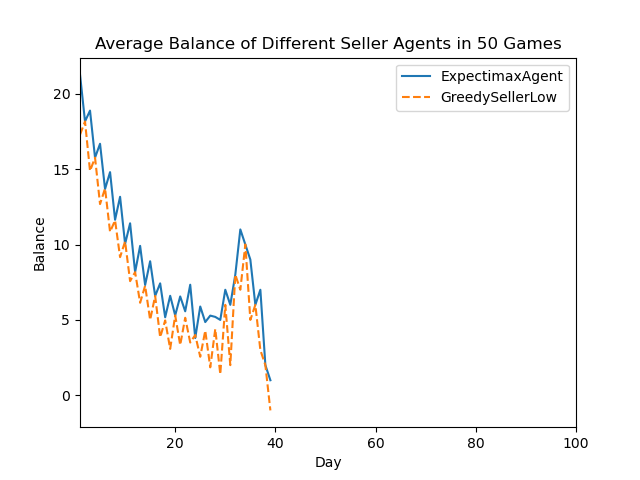 Average Balance of Different Seller Agents in 50 Games
ExpectimaxAgent
GreedySellerLow
20
15
10
5
0
Balance
20 40 60 80 100
Day